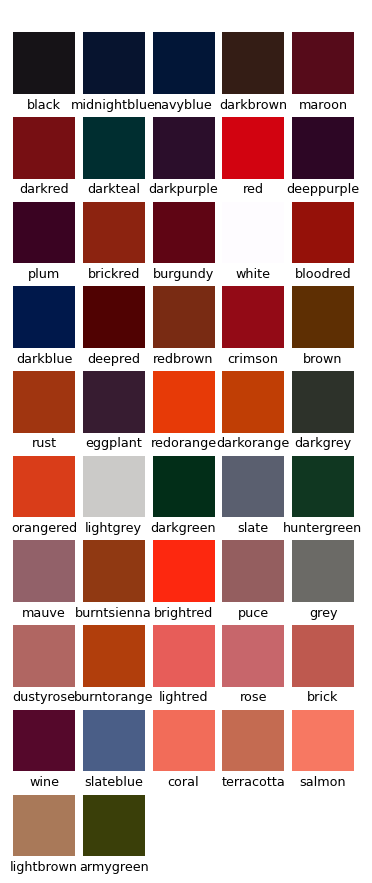 black midnightblue navyblue darkbrown maroon
darkred darkteal darkpurple red deeppurple
plum brickred burgundy white bloodred
darkblue deepred redbrown crimson brown
rust eggplant redorange darkorange darkgrey
orangered lightgrey darkgreen slate huntergreen
mauve burntsienna brightred puce grey
dustyrose burntorange lightred rose brick
wine slateblue coral terracotta salmon
lightbrown armygreen